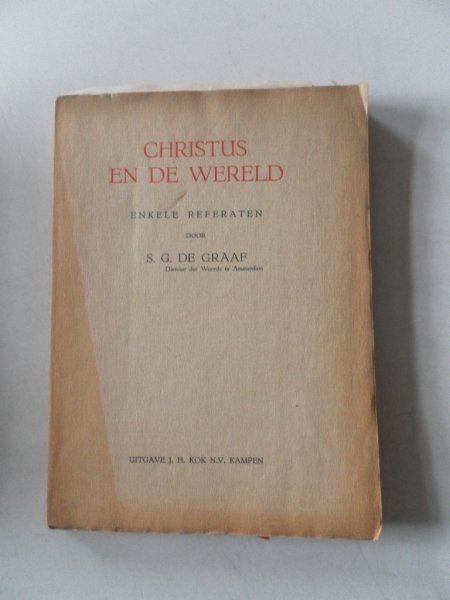 CHRISTUS
EN DE WERELD
ENKELE REFERATEN
DOOR
S. G. DE GRAAF
Dienaar des Woords te Amsterdam
UITGAVE J. H. KOK N.V. KAMPEN